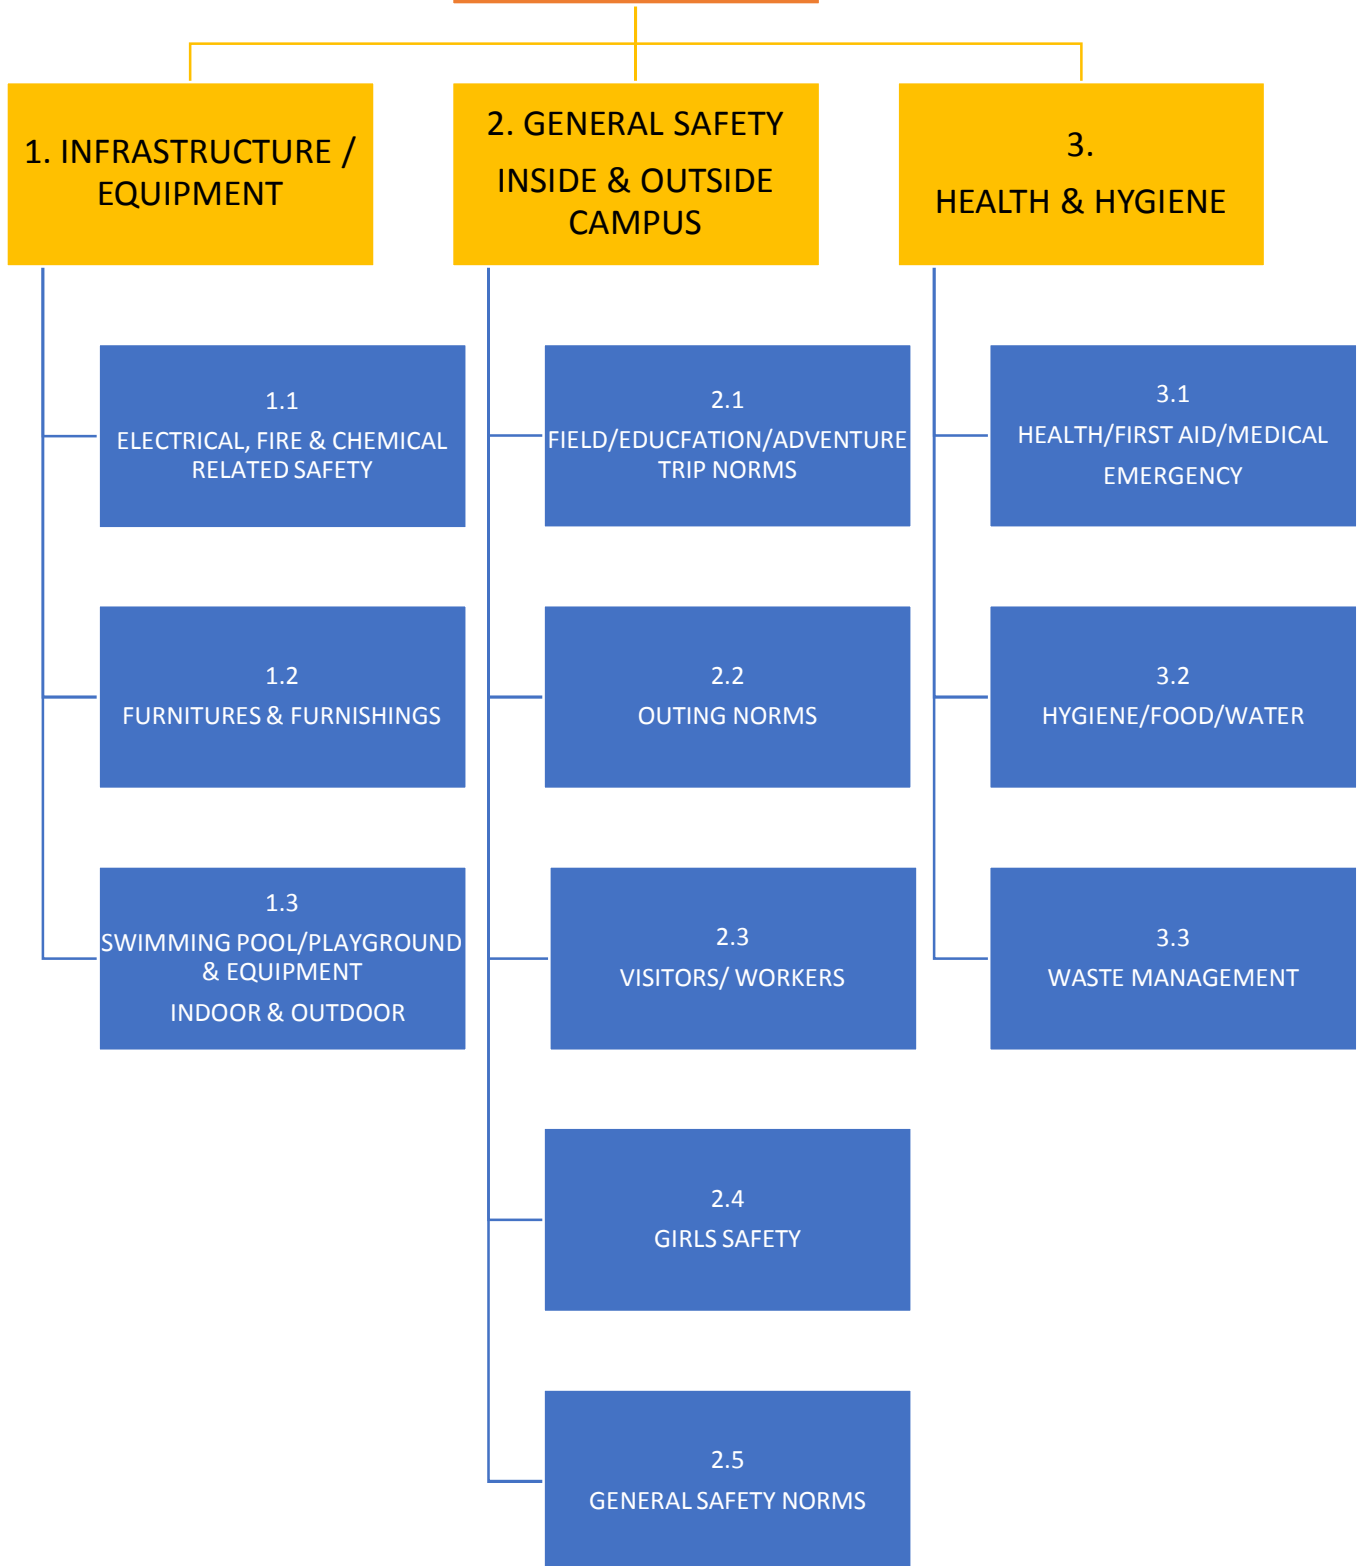 1. INFRASTRUCTURE /
EQUIPMENT
2. GENERAL SAFETY
INSIDE & OUTSIDE
CAMPUS
3.
HEALTH & HYGIENE
1.1
ELECTRICAL, FIRE & CHEMICAL
RELATED SAFETY
1.2
FURNITURES & FURNISHINGS
1.3
SWIMMING POOL/PLAYGROUND
& EQUIPMENT
INDOOR & OUTDOOR
2.1
FIELD/EDUCFATION/ADVENTURE
TRIP NORMS
2.2
OUTING NORMS
2.3
VISITORS/ WORKERS
2.4
GIRLS SAFETY
2.5
GENERAL SAFETY NORMS
3.1
HEALTH/FIRST AID/MEDICAL
EMERGENCY
3.2
HYGIENE/FOOD/WATER
3.3
WASTE MANAGEMENT